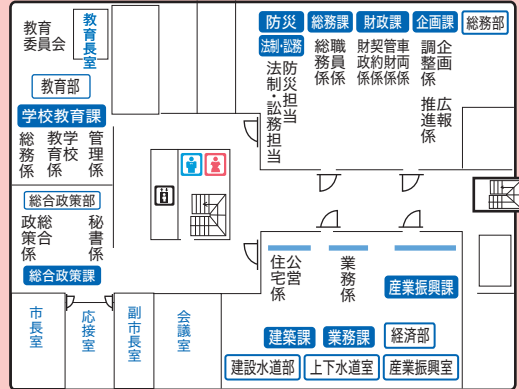 教育
委員会
教育長室
教育部
学校教育課
総務係
学校
教育係
管理係
総合政策部
総合
政策係
秘書係
総合政策課
市長室
応接室
副市長室
会議室
防災
法制・訟務
防災担当
法制・訟務担当
総務課
職員係
総務係
財政課
車両係
管財係
契約係
財政係
企画課
企画
調整係
広報
推進係
総務部
公営
住宅係
業務係
産業振興課
建築課
業務課
経済部
建設水道部
上下水道室
産業振興室